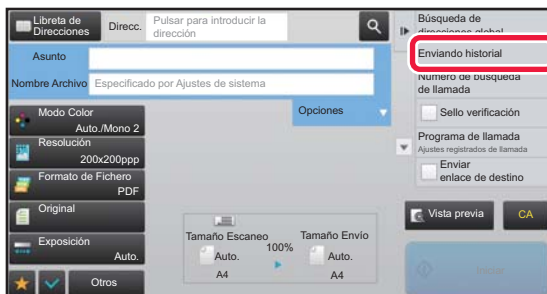 Libreta de
Direcciones
Direcc.
Pulsar para introducir la
dirección
Asunto
Nombre Archivo
Especificado por Ajustes de sistema
Opciones
Modo Color
Auto./Mono 2
Resolución
200x200ppp
Formato de Fichero
PDF
Original
Exposición
Auto.
Otros
Tamaño Escaneo
Auto.
A4
100%
Tamaño Envío
Auto.
A4
Búsqueda de
direcciones global
Enviando historial
Número de búsqueda
de llamada
Sello verificación
Programa de llamada
Ajustes registrados de llamada
Enviar
enlace de destino
Vista previa
CA